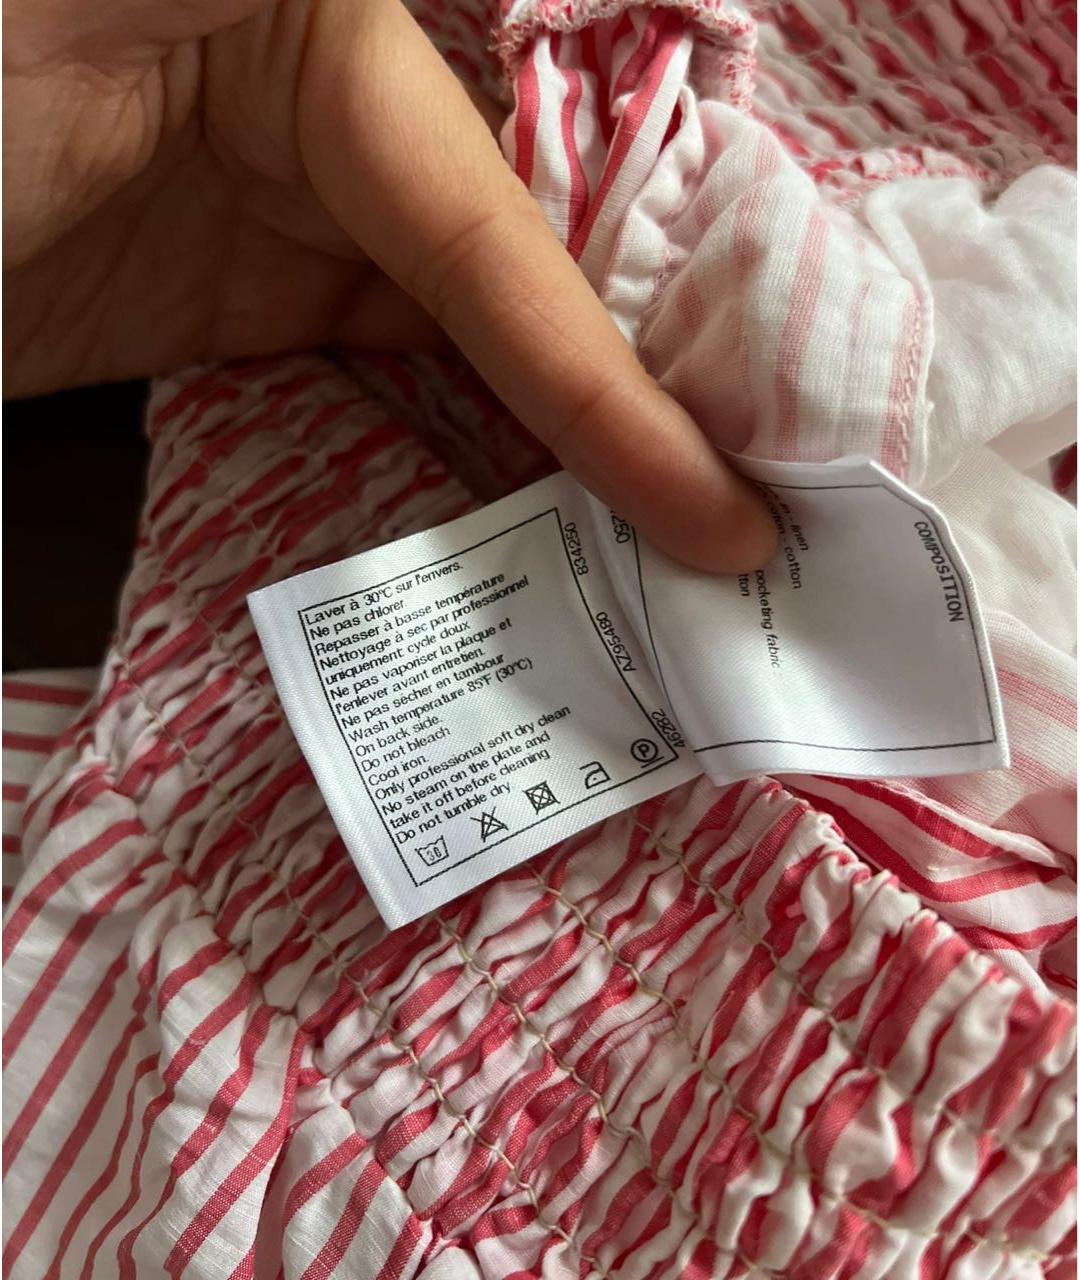 Laver à 30°C sur l'envers.
Ne pas chlorer
Repasser à basse température
Nettoyage à sec par professionnel
uniquement: cycle doux
Ne pas vaporiser la plaque et
l'enlever avant entretien.
Ne pas sécher en tambour
Wash temperature 85°F (30°C)
On back side.
Do not bleach
Cool iron.
Only professional soft dry clean
No steam on the plate and
take it off before cleaning
Do not tumble dry
30
P
834250
AZ95480
46282
COMPOSITION
- linen
- cotton
pocketing fabric